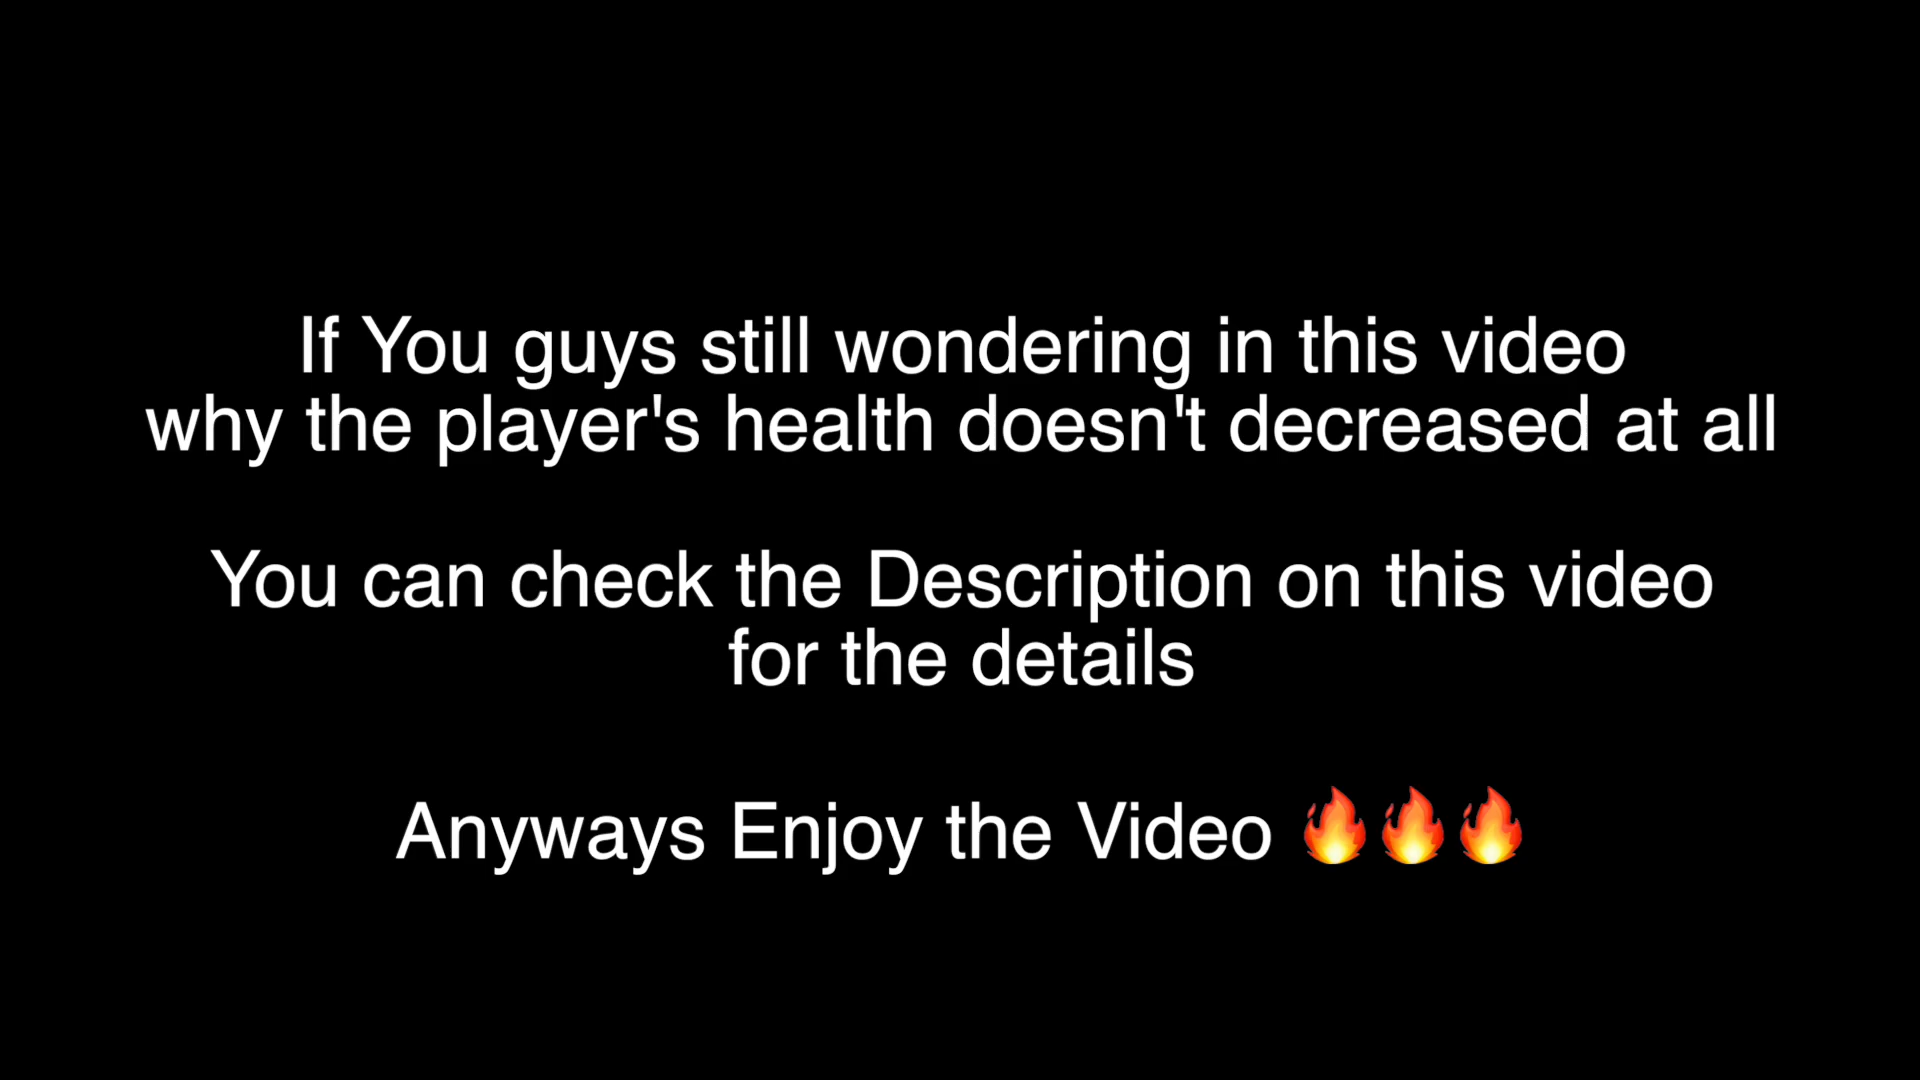 If You guys still wondering in this video
why the player's health doesn't decreased at all
You can check the Description on this video
for the details
Anyways Enjoy the Video 🔥🔥🔥